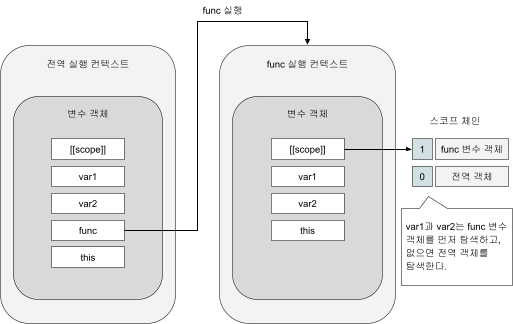 func 실행
전역 실행 컨텍스트
변수 객체
[[scope]]
var1
var2
func
this
func 실행 컨텍스트
변수 객체
[[scope]]
var1
var2
this
스코프 체인
1 func 변수 객체
0 전역 객체
var1과 var2는 func 변수
객체를 먼저 탐색하고,
없으면 전역 객체를
탐색한다.